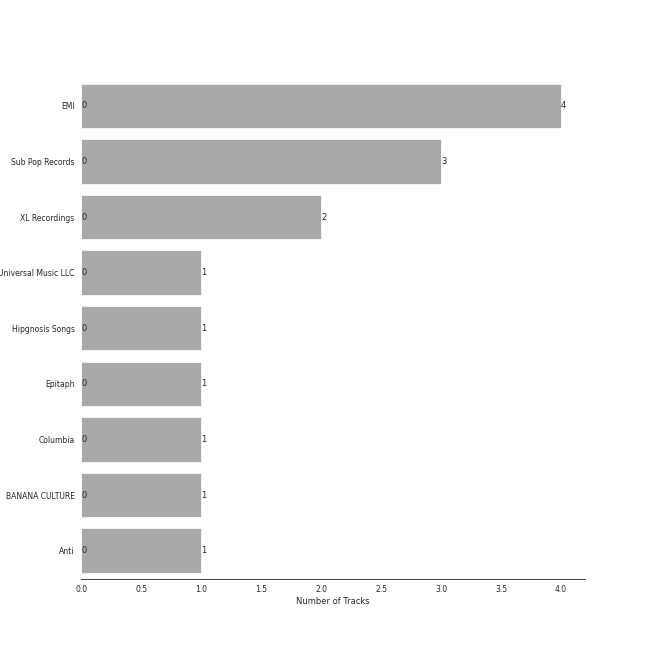 EMI 0 4
Sub Pop Records 0 3
XL Recordings 0 2
Universal Music LLC 0 1
Hipgnosis Songs 0 1
Epitaph 0 1
Columbia 0 1
BANANA CULTURE 0 1
Anti 0 1
0.0 0.5 1.0 1.5 2.0 2.5 3.0 3.5 4.0
Number of Tracks